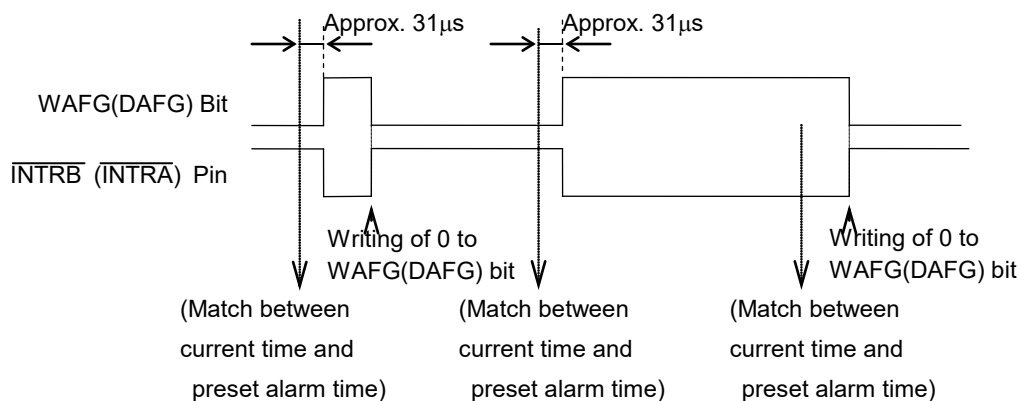 Approx. 31μs Approx. 31μs
WAFG(DAFG) Bit
INTRB (INTRA) Pin
Writing of 0 to Writing of 0 to
WAFG(DAFG) bit WAFG(DAFG) bit
(Match between (Match between (Match between
current time and current time and current time and
preset alarm time) preset alarm time) preset alarm time)